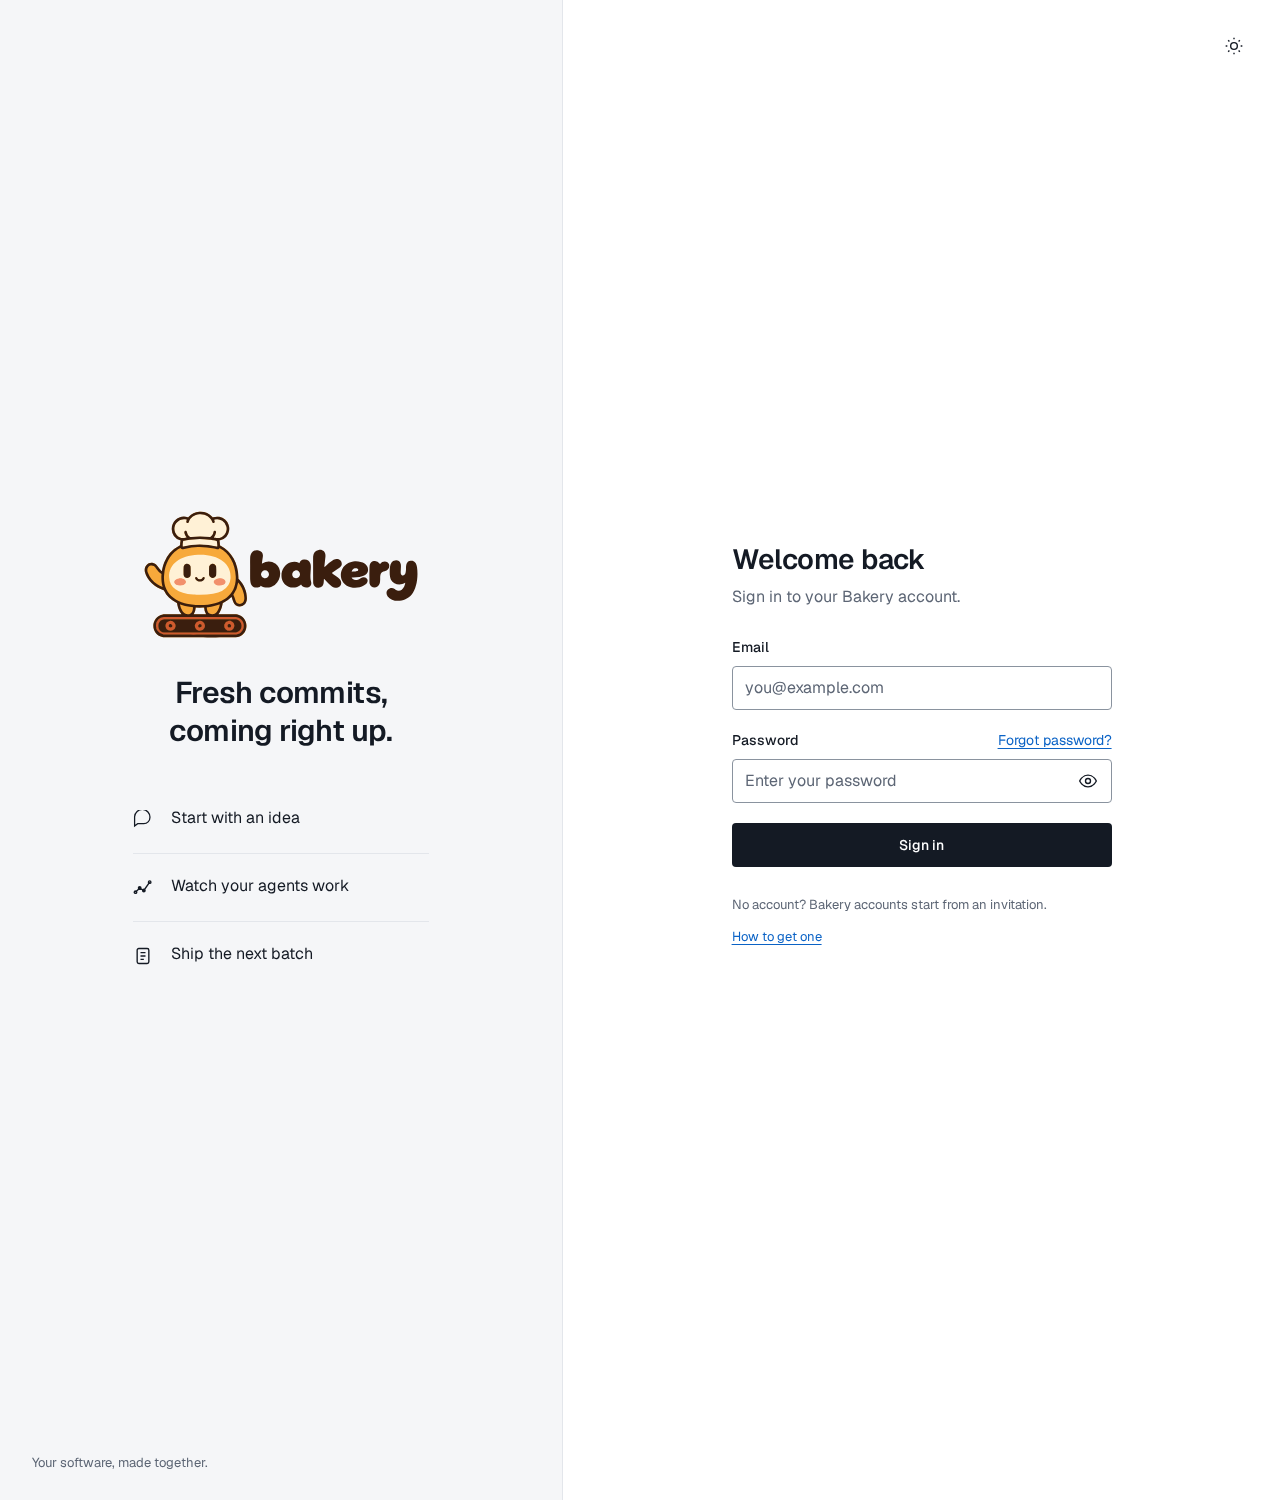 bakery
Fresh commits,
coming right up.
Start with an idea
Watch your agents work
Ship the next batch
Your software, made together.
Welcome back
Sign in to your Bakery account.
Email
you@example.com
Password
Forgot password?
Enter your password
Sign in
No account? Bakery accounts start from an invitation.
How to get one